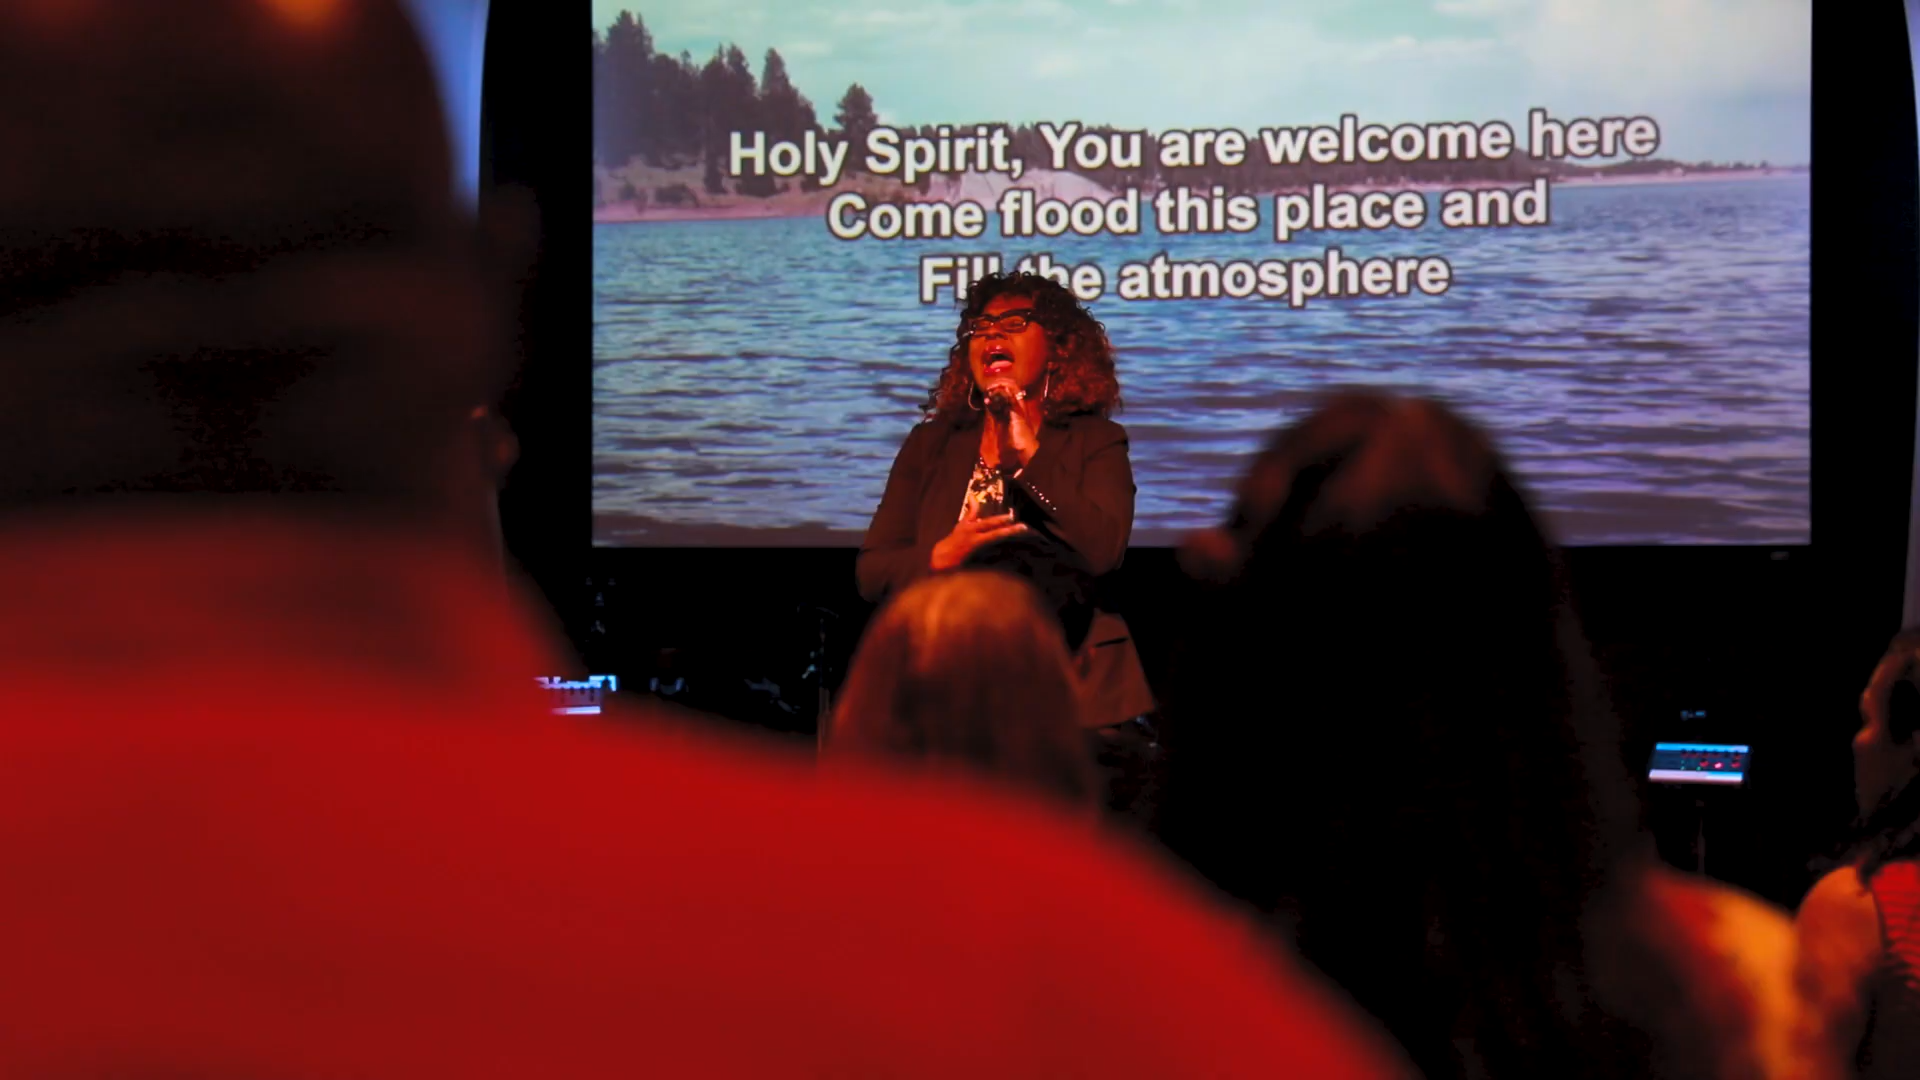 Holy Spirit, You are welcome here
Come flood this place and
Fill the atmosphere